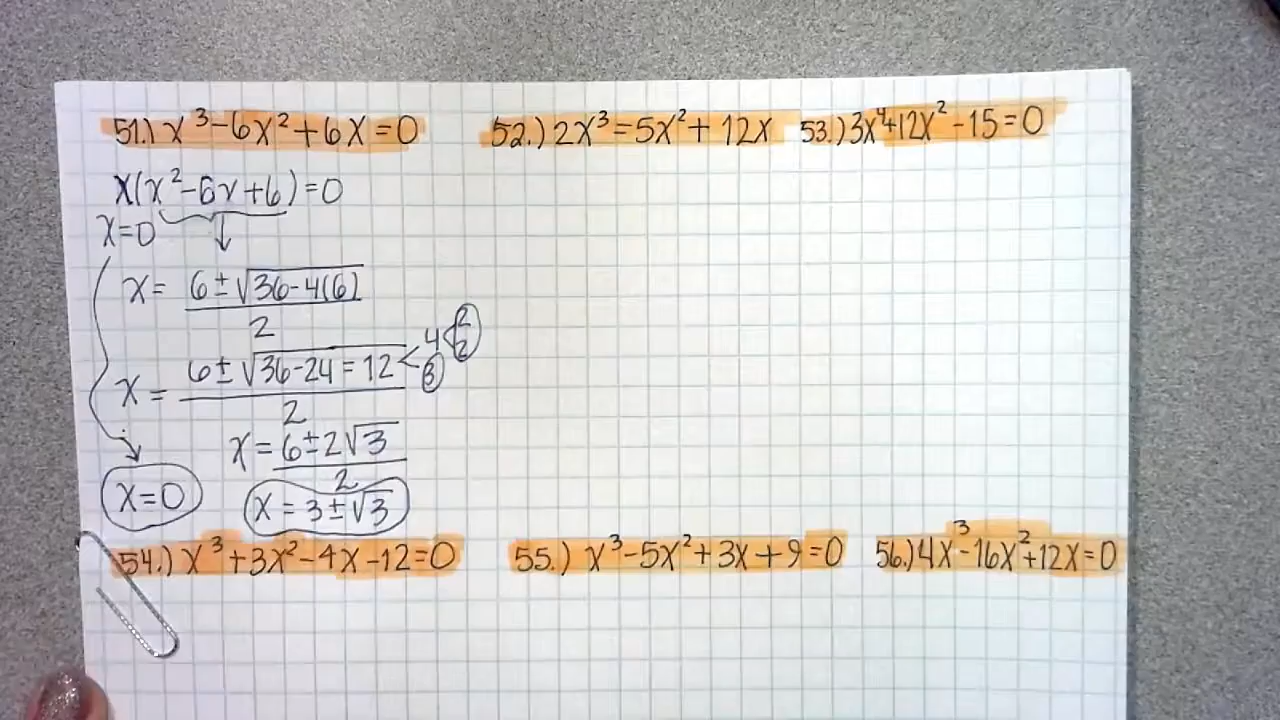 51.) x³-6x²+6x=0
52.) 2x³=5x²+12x
53.) 3x⁴+12x²-15=0
x(x²-6x+6)=0
x=0
x= 6±√36-4(6)
2
x= 6±√36-24=12 < 4 < 2
2
3
2
x= 6±2√3
2
x=0
x=3±√3
54.) x³+3x²-4x-12=0
55.) x³-5x²+3x+9=0
56.) 4x³-16x²+12x=0